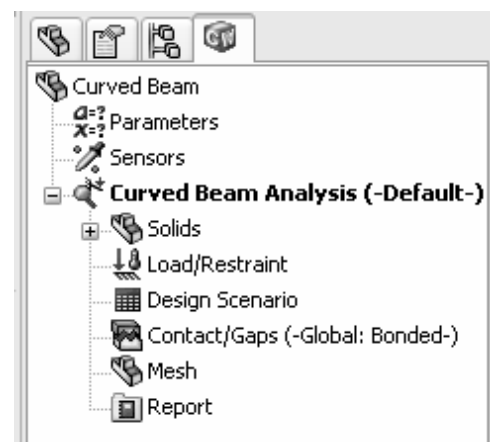 Curved Beam
a=?
x=?
Parameters
Sensors
Curved Beam Analysis (-Default-)
Solids
Load/Restraint
Design Scenario
Contact/Gaps (-Global: Bonded-)
Mesh
Report